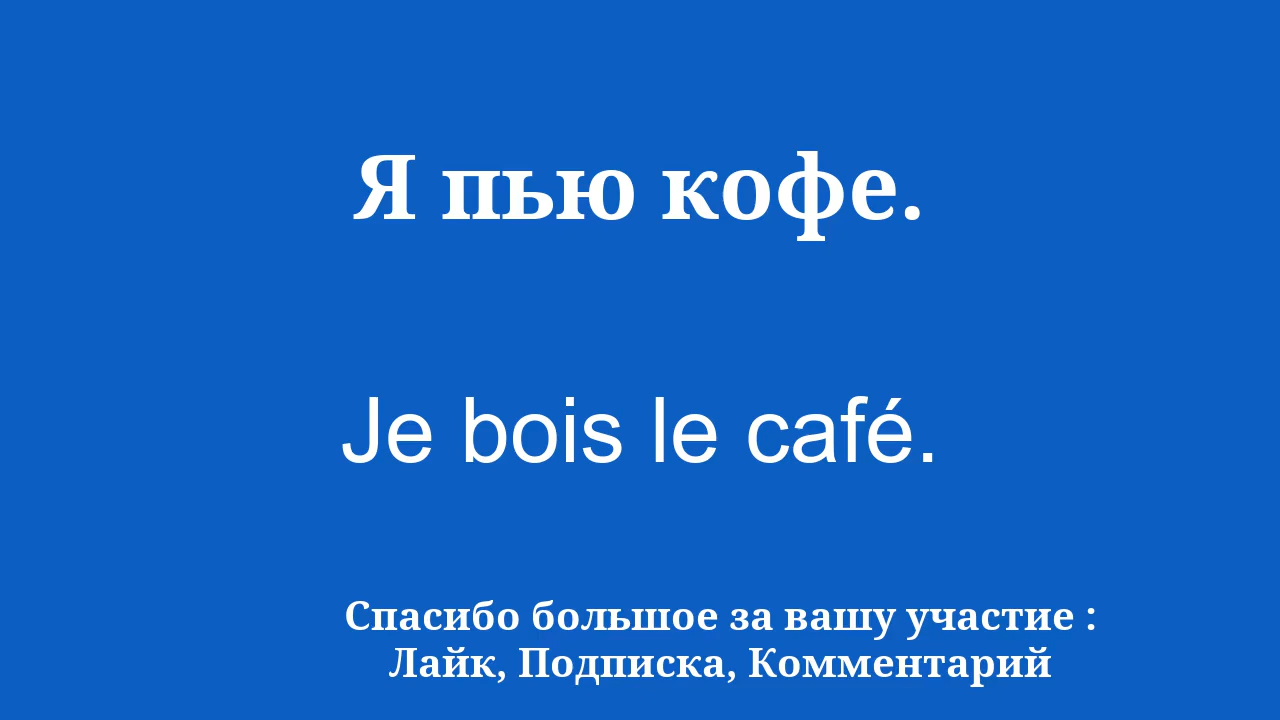 Я пью кофе.
Je bois le café.
Спасибо большое за вашу участие :
Лайк, Подписка, Комментарий